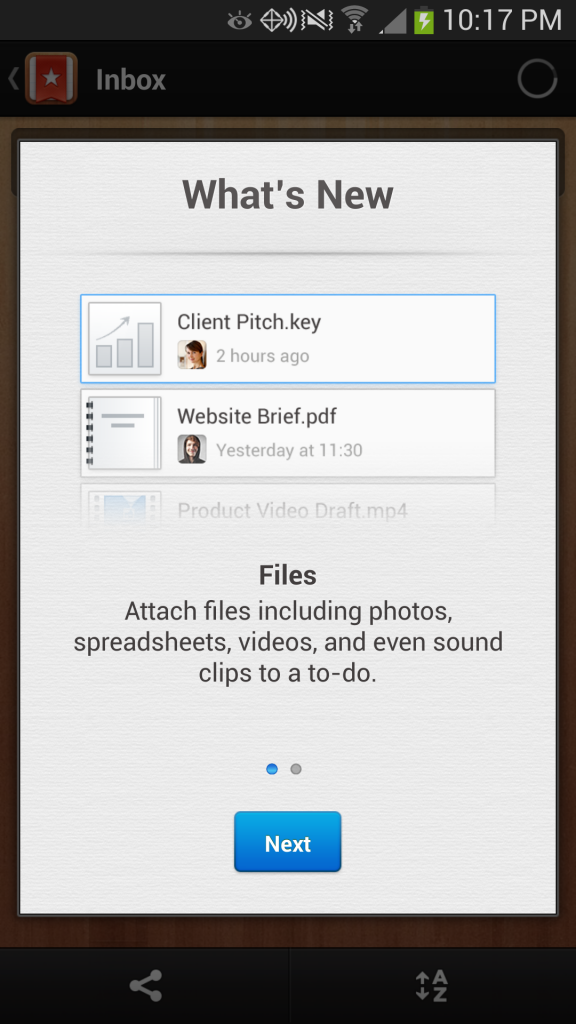 10:17 PM
Inbox
What's New
Client Pitch.key
2 hours ago
Website Brief.pdf
Yesterday at 11:30
Product Video Draft.mp4
Files
Attach files including photos,
spreadsheets, videos, and even sound
clips to a to-do.
Next
A
Z